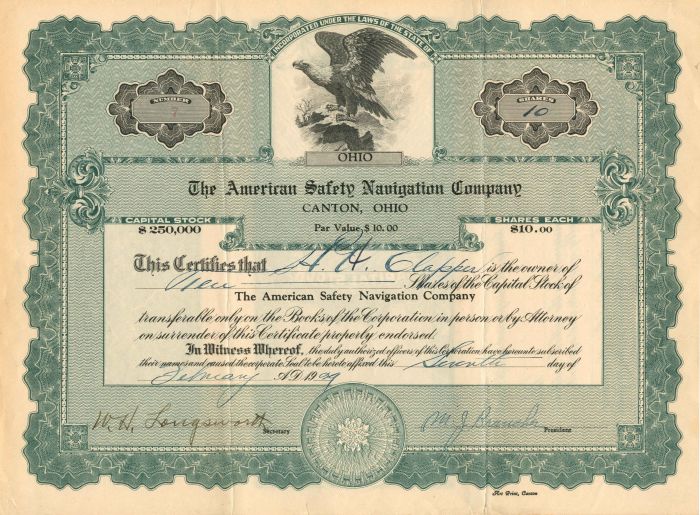 INCORPORATED UNDER THE LAWS OF THE STATE OF
OHIO
NUMBER
7
SHARES
10
The American Safety Navigation Company
CANTON, OHIO
Par Value, $10.00
CAPITAL STOCK
$250,000
SHARES EACH
$10.00
This Certifies that H. H. Clapper is the owner of
Ten Shares of the Capital Stock of
The American Safety Navigation Company
transferable only on the Books of the Corporation in person or by Attorney
on surrender of this Certificate properly endorsed.
In Witness Whereof, the duly authorized officers of this Corporation have hereunto subscribed
their names and caused the corporate Seal to be hereto affixed this Seventh day of
February A.D. 1929
W. H. Longsworth
Secretary
President
Art Print, Canton